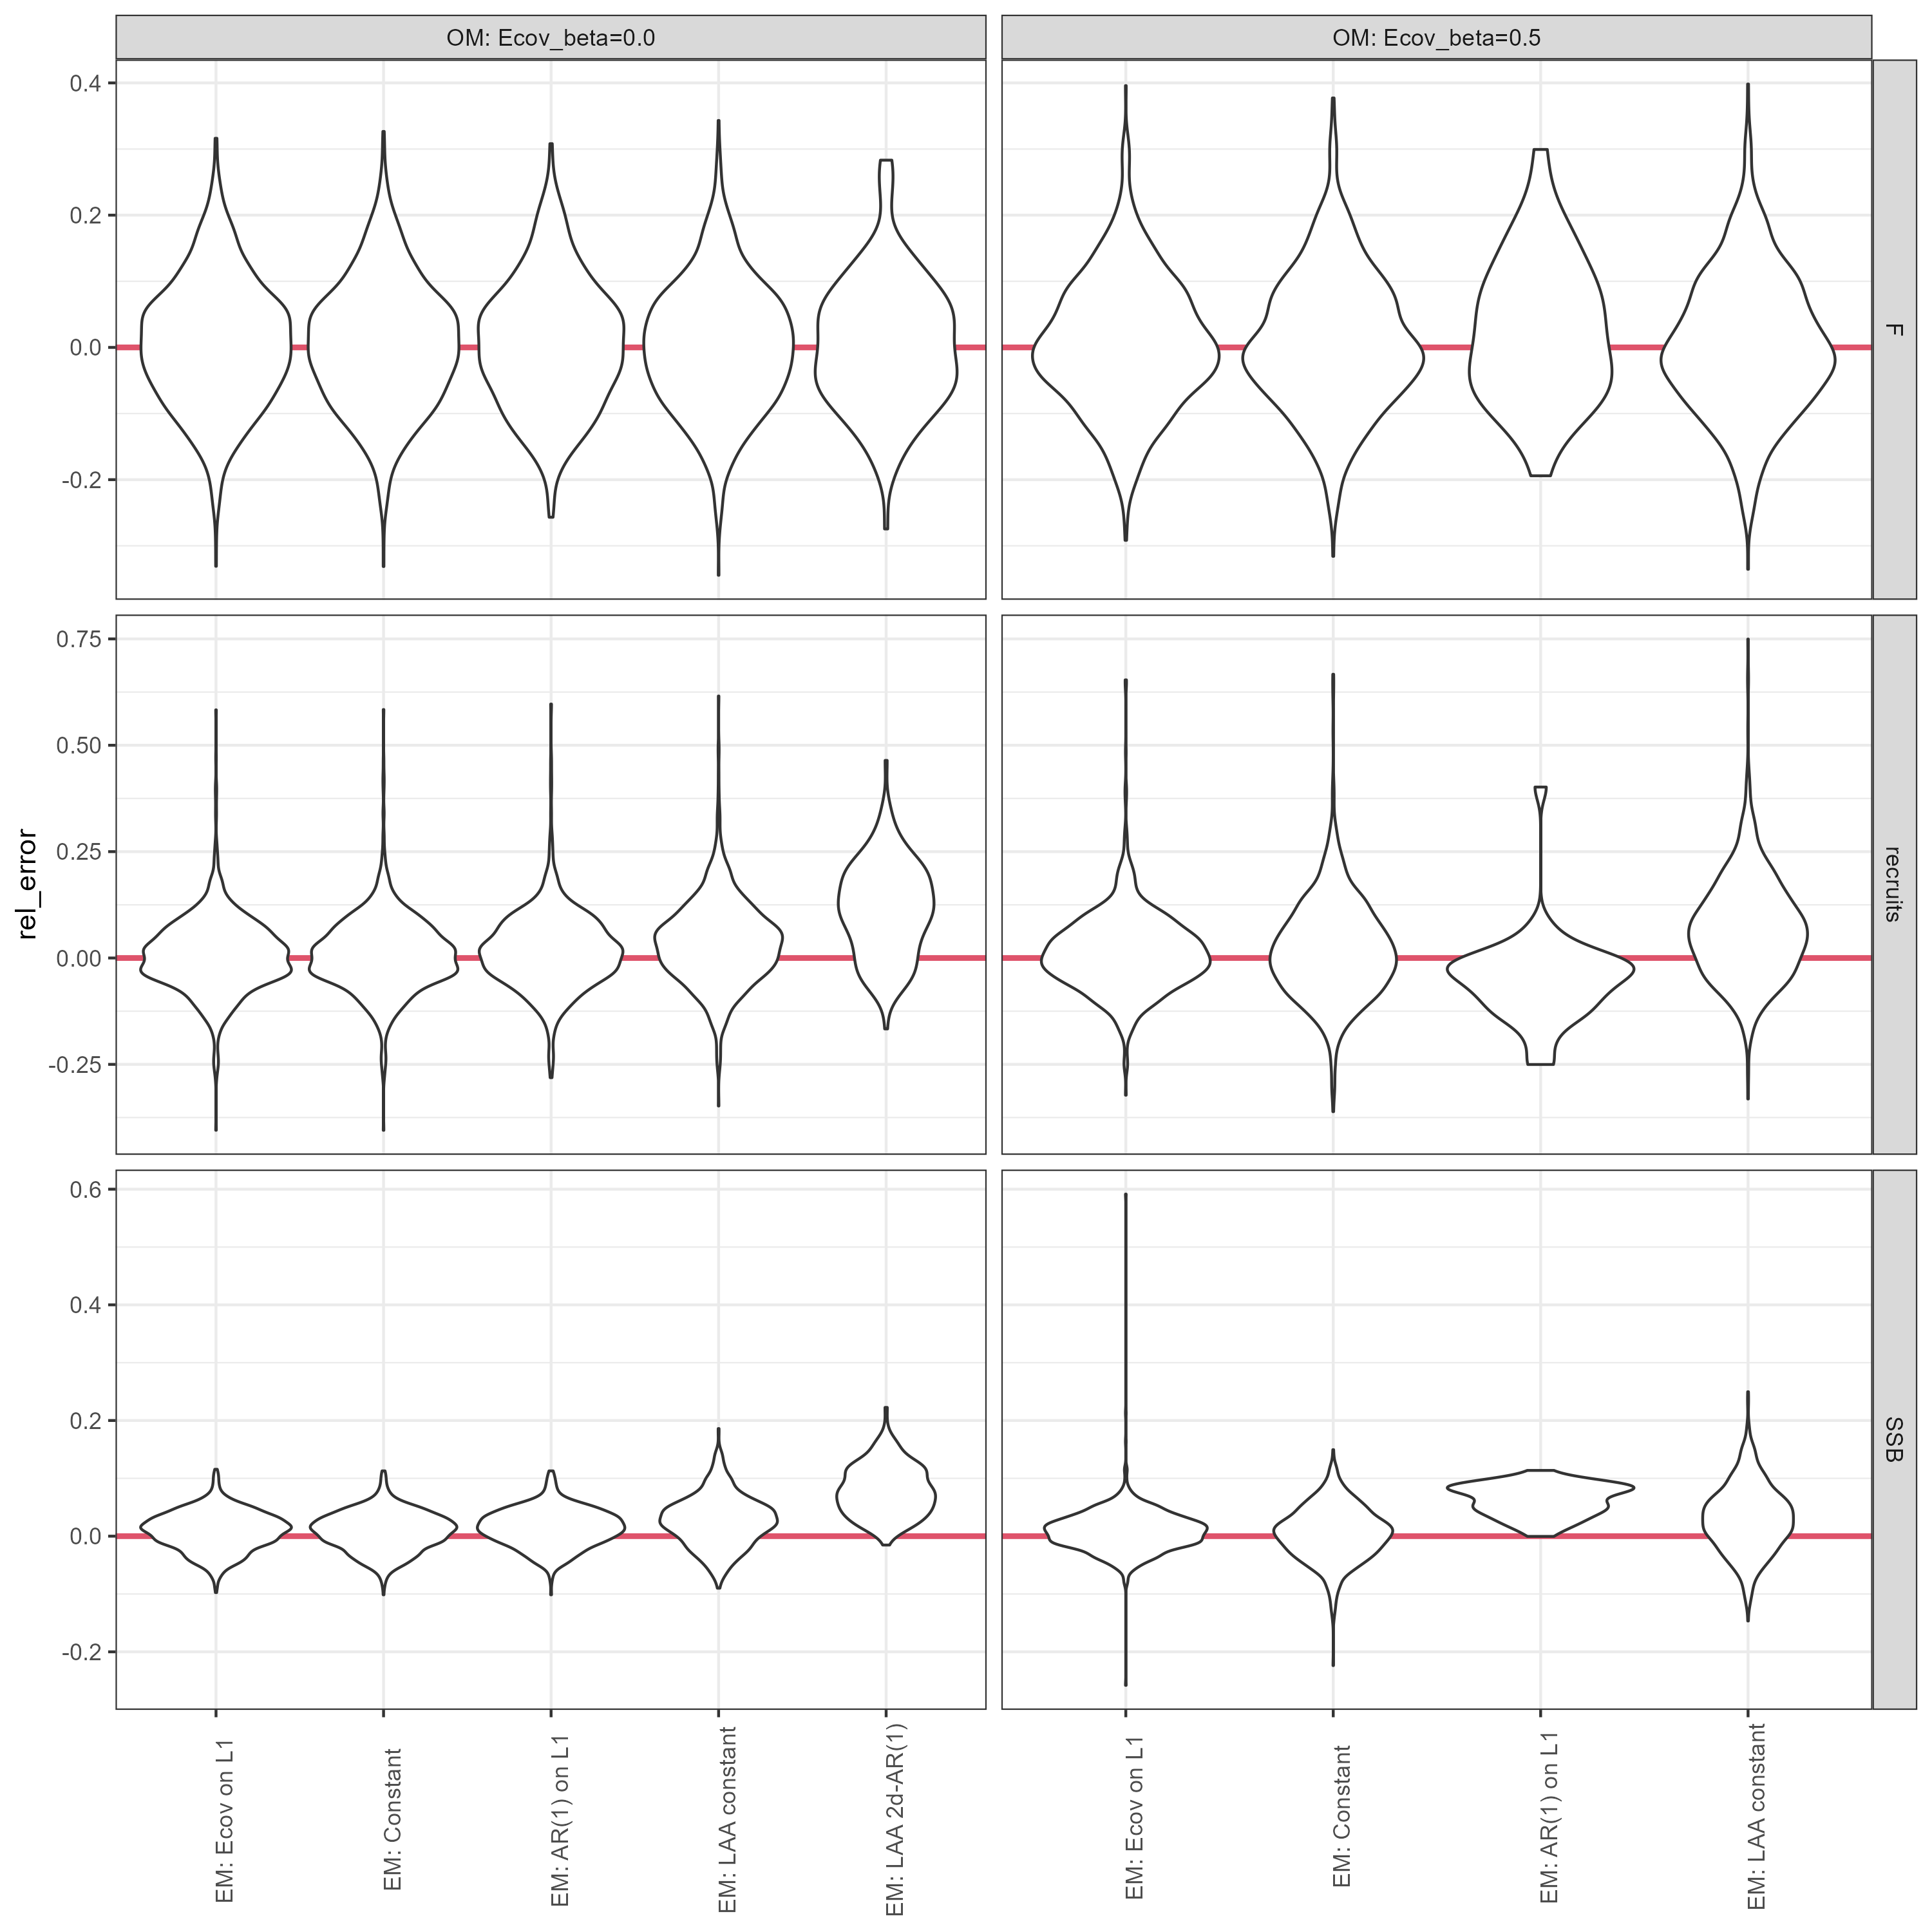 OM: Ecov_beta=0.0
OM: Ecov_beta=0.5
0.4
0.2
0.0
-0.2
F
0.75
0.50
0.25
0.00
-0.25
recruits
rel_error
0.6
0.4
0.2
0.0
-0.2
SSB
EM: Ecov on L1
EM: Constant
EM: AR(1) on L1
EM: LAA constant
EM: LAA 2d-AR(1)
EM: Ecov on L1
EM: Constant
EM: AR(1) on L1
EM: LAA constant